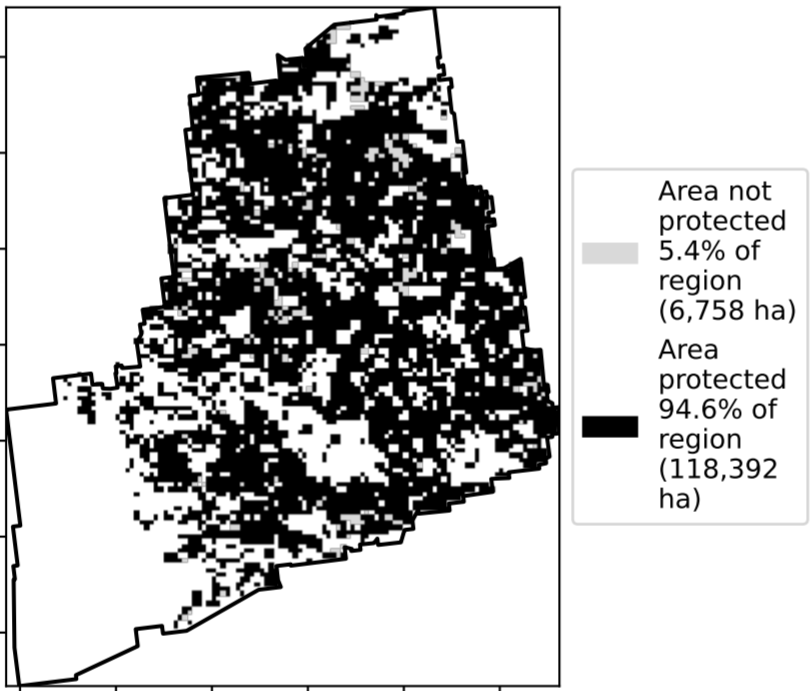 Area not
protected
5.4% of
region
(6,758 ha)
Area
protected
94.6% of
region
(118,392
ha)